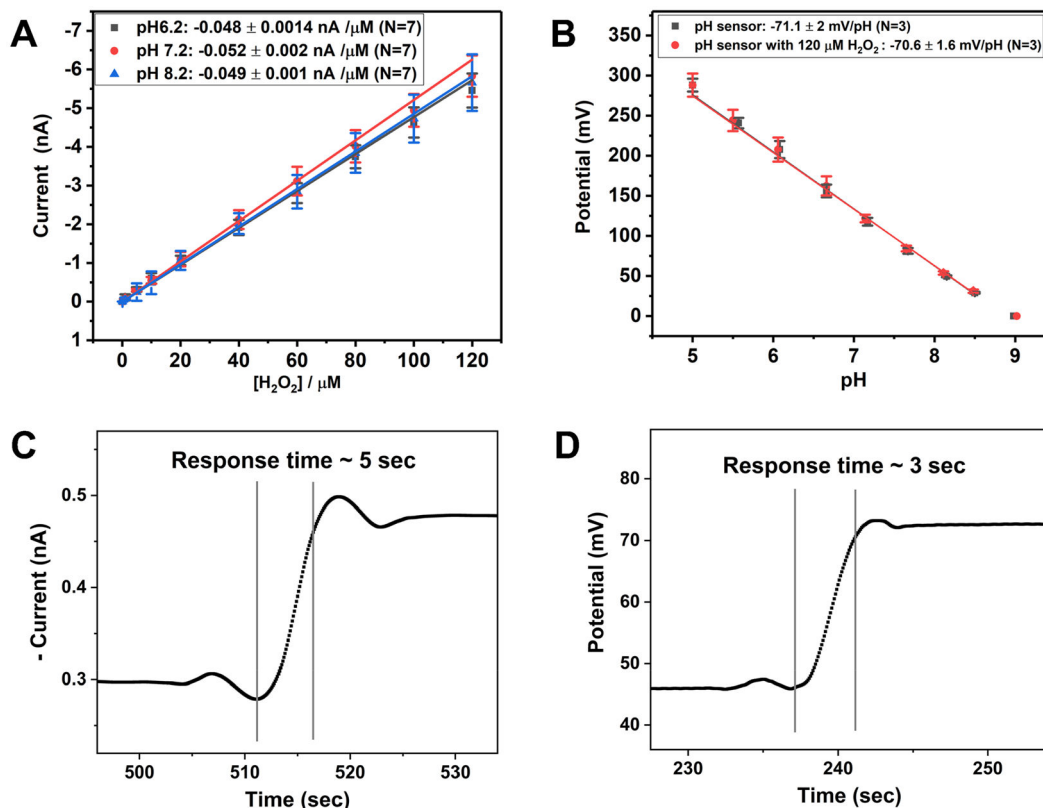 A
pH6.2: -0.048 ± 0.0014 nA /μM (N=7)
pH 7.2: -0.052 ± 0.002 nA /μM (N=7)
pH 8.2: -0.049 ± 0.001 nA /μM (N=7)
-7
-6
-5
-4
-3
-2
-1
0
1
Current (nA)
0 20 40 60 80 100 120
[H₂O₂] / μM
B
pH sensor: -71.1 ± 2 mV/pH (N=3)
pH sensor with 120 μM H₂O₂ : -70.6 ± 1.6 mV/pH (N=3)
350
300
250
200
150
100
50
0
Potential (mV)
5 6 7 8 9
pH
C
Response time ~ 5 sec
0.5
0.4
0.3
- Current (nA)
500 510 520 530
Time (sec)
D
Response time ~ 3 sec
80
70
60
50
40
Potential (mV)
230 240 250
Time (sec)